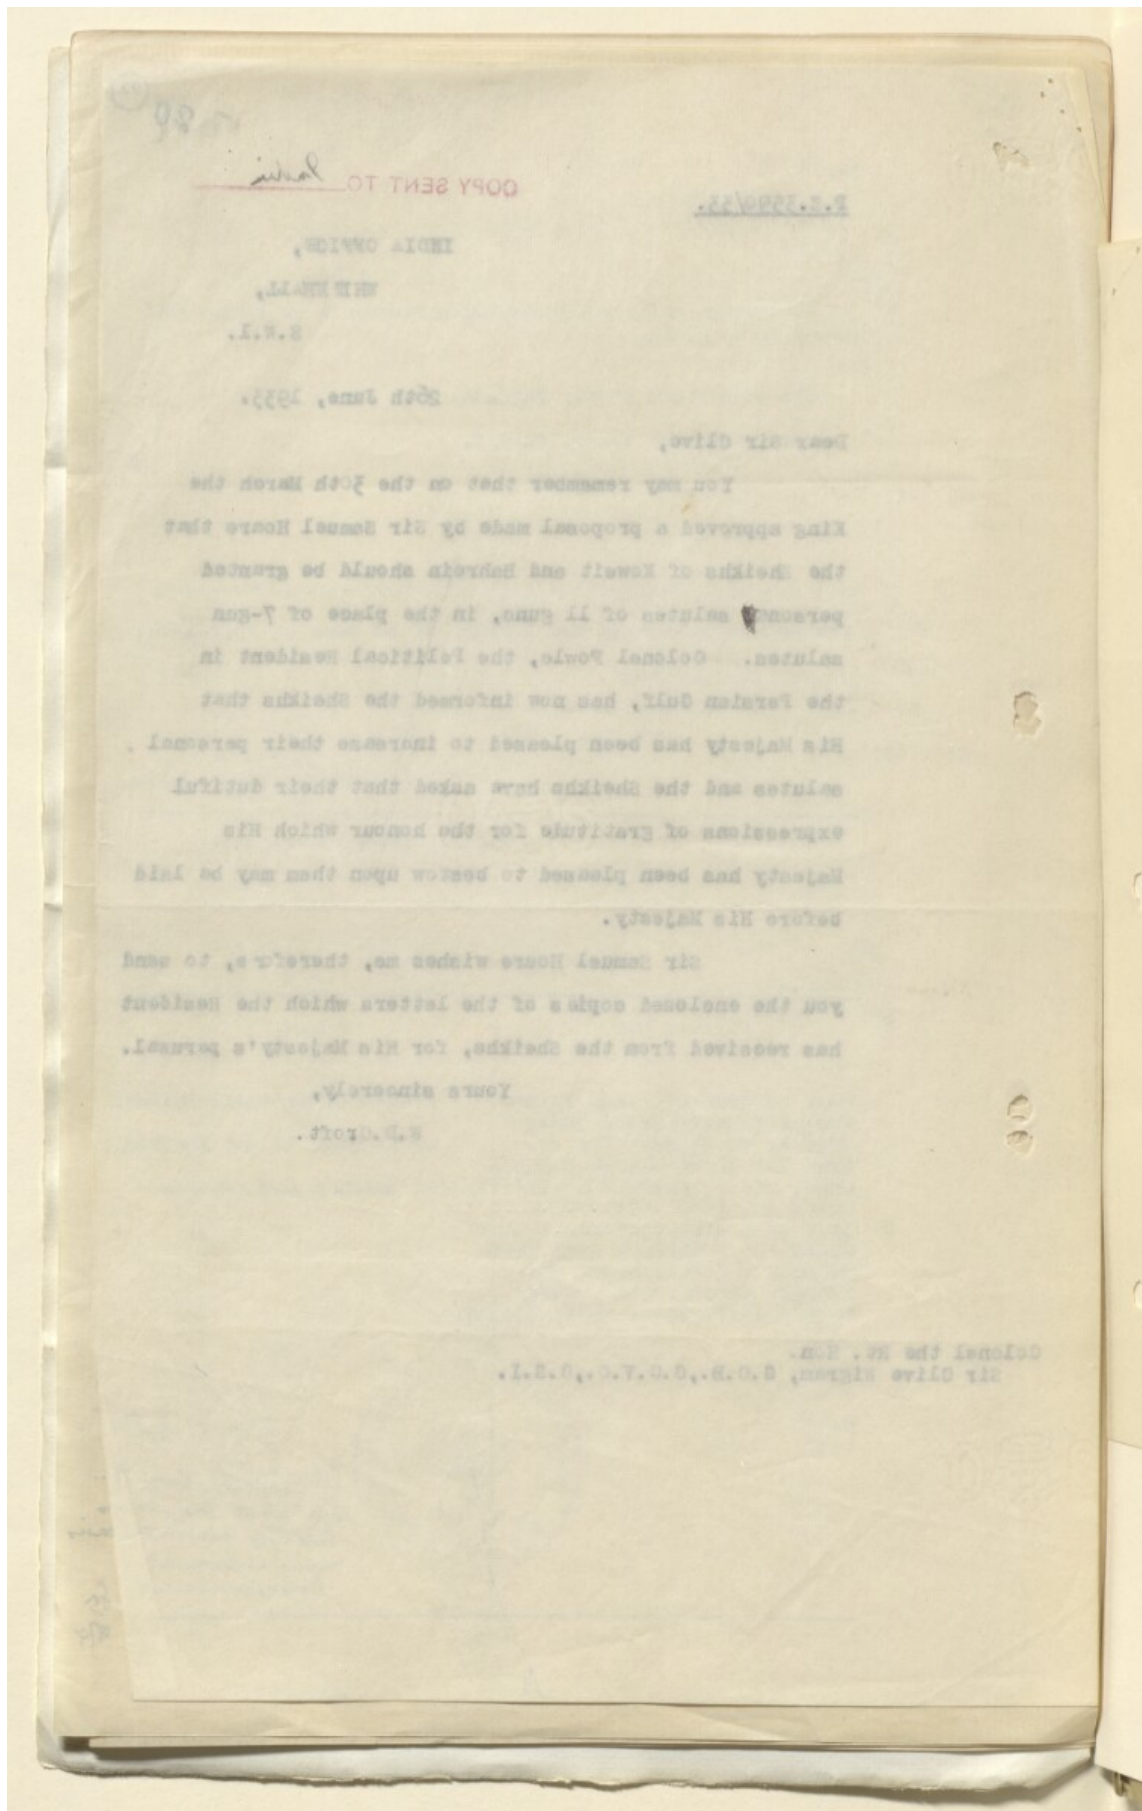 COPY SENT TO
P.Z.3599/33.
INDIA OFFICE,
WHITEHALL,
S.W.1.
26th June, 1933.
Dear Sir Clive,
You may remember that on the 30th March the
King approved a proposal made by Sir Samuel Hoare that
the Sheikhs of Koweit and Bahrein should be granted
personal salutes of 11 guns, in the place of 7-gun
salutes. Colonel Fowle, the Political Resident in
the Persian Gulf, has now informed the Sheikhs that
His Majesty has been pleased to increase their personal
salutes and the Sheikhs have asked that their dutiful
expressions of gratitude for the honour which His
Majesty has been pleased to bestow upon them may be laid
before His Majesty.
Sir Samuel Hoare wishes me, therefore, to send
you the enclosed copies of the letters which the Resident
has received from the Sheikhs, for His Majesty's perusal.
Yours sincerely,
W.D.Croft.
Colonel the Rt. Hon.
Sir Clive Wigram, G.C.B.,G.C.V.O.,C.S.I.